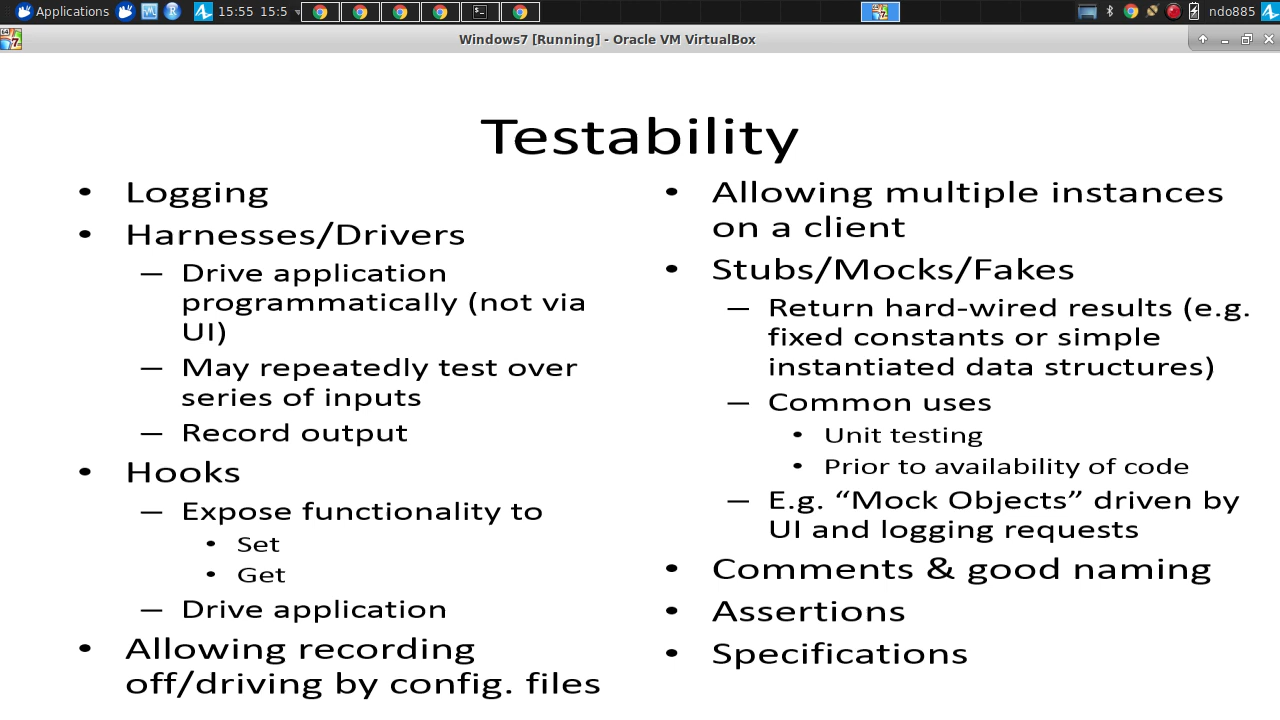 Applications 15:55 15:5 ndo885
Windows7 [Running] - Oracle VM VirtualBox
Testability
• Logging
• Harnesses/Drivers
— Drive application
programmatically (not via
UI)
— May repeatedly test over
series of inputs
— Record output
• Hooks
— Expose functionality to
• Set
• Get
— Drive application
• Allowing recording
off/driving by config. files
• Allowing multiple instances
on a client
• Stubs/Mocks/Fakes
— Return hard-wired results (e.g.
fixed constants or simple
instantiated data structures)
— Common uses
• Unit testing
• Prior to availability of code
— E.g. “Mock Objects” driven by
UI and logging requests
• Comments & good naming
• Assertions
• Specifications